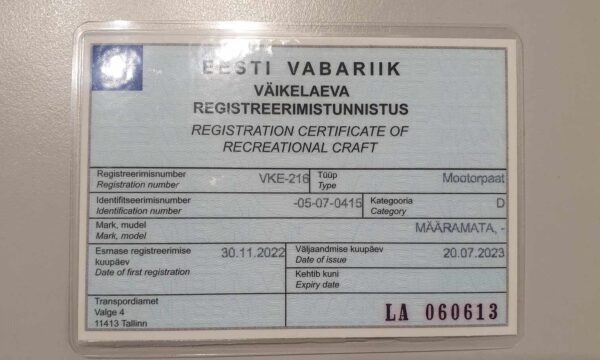 EESTI VABARIIK
VÄIKELAEVA
REGISTREERIMISTUNNISTUS
REGISTRATION CERTIFICATE OF
RECREATIONAL CRAFT
Registreerimisnumber
Registration number
VKE-216
Tüüp
Type
Mootorpaat
Identifitseerimisnumber
Identification number
-05-07-0415
Kategooria
Category
D
Mark, mudel
Mark, model
MÄÄRAMATA, -
Esmase registreerimise
kuupäev
Date of first registration
30.11.2022
Väljaandmise kuupäev
Date of issue
20.07.2023
Kehtib kuni
Expiry date
Transpordiamet
Valge 4
11413 Tallinn
LA 060613